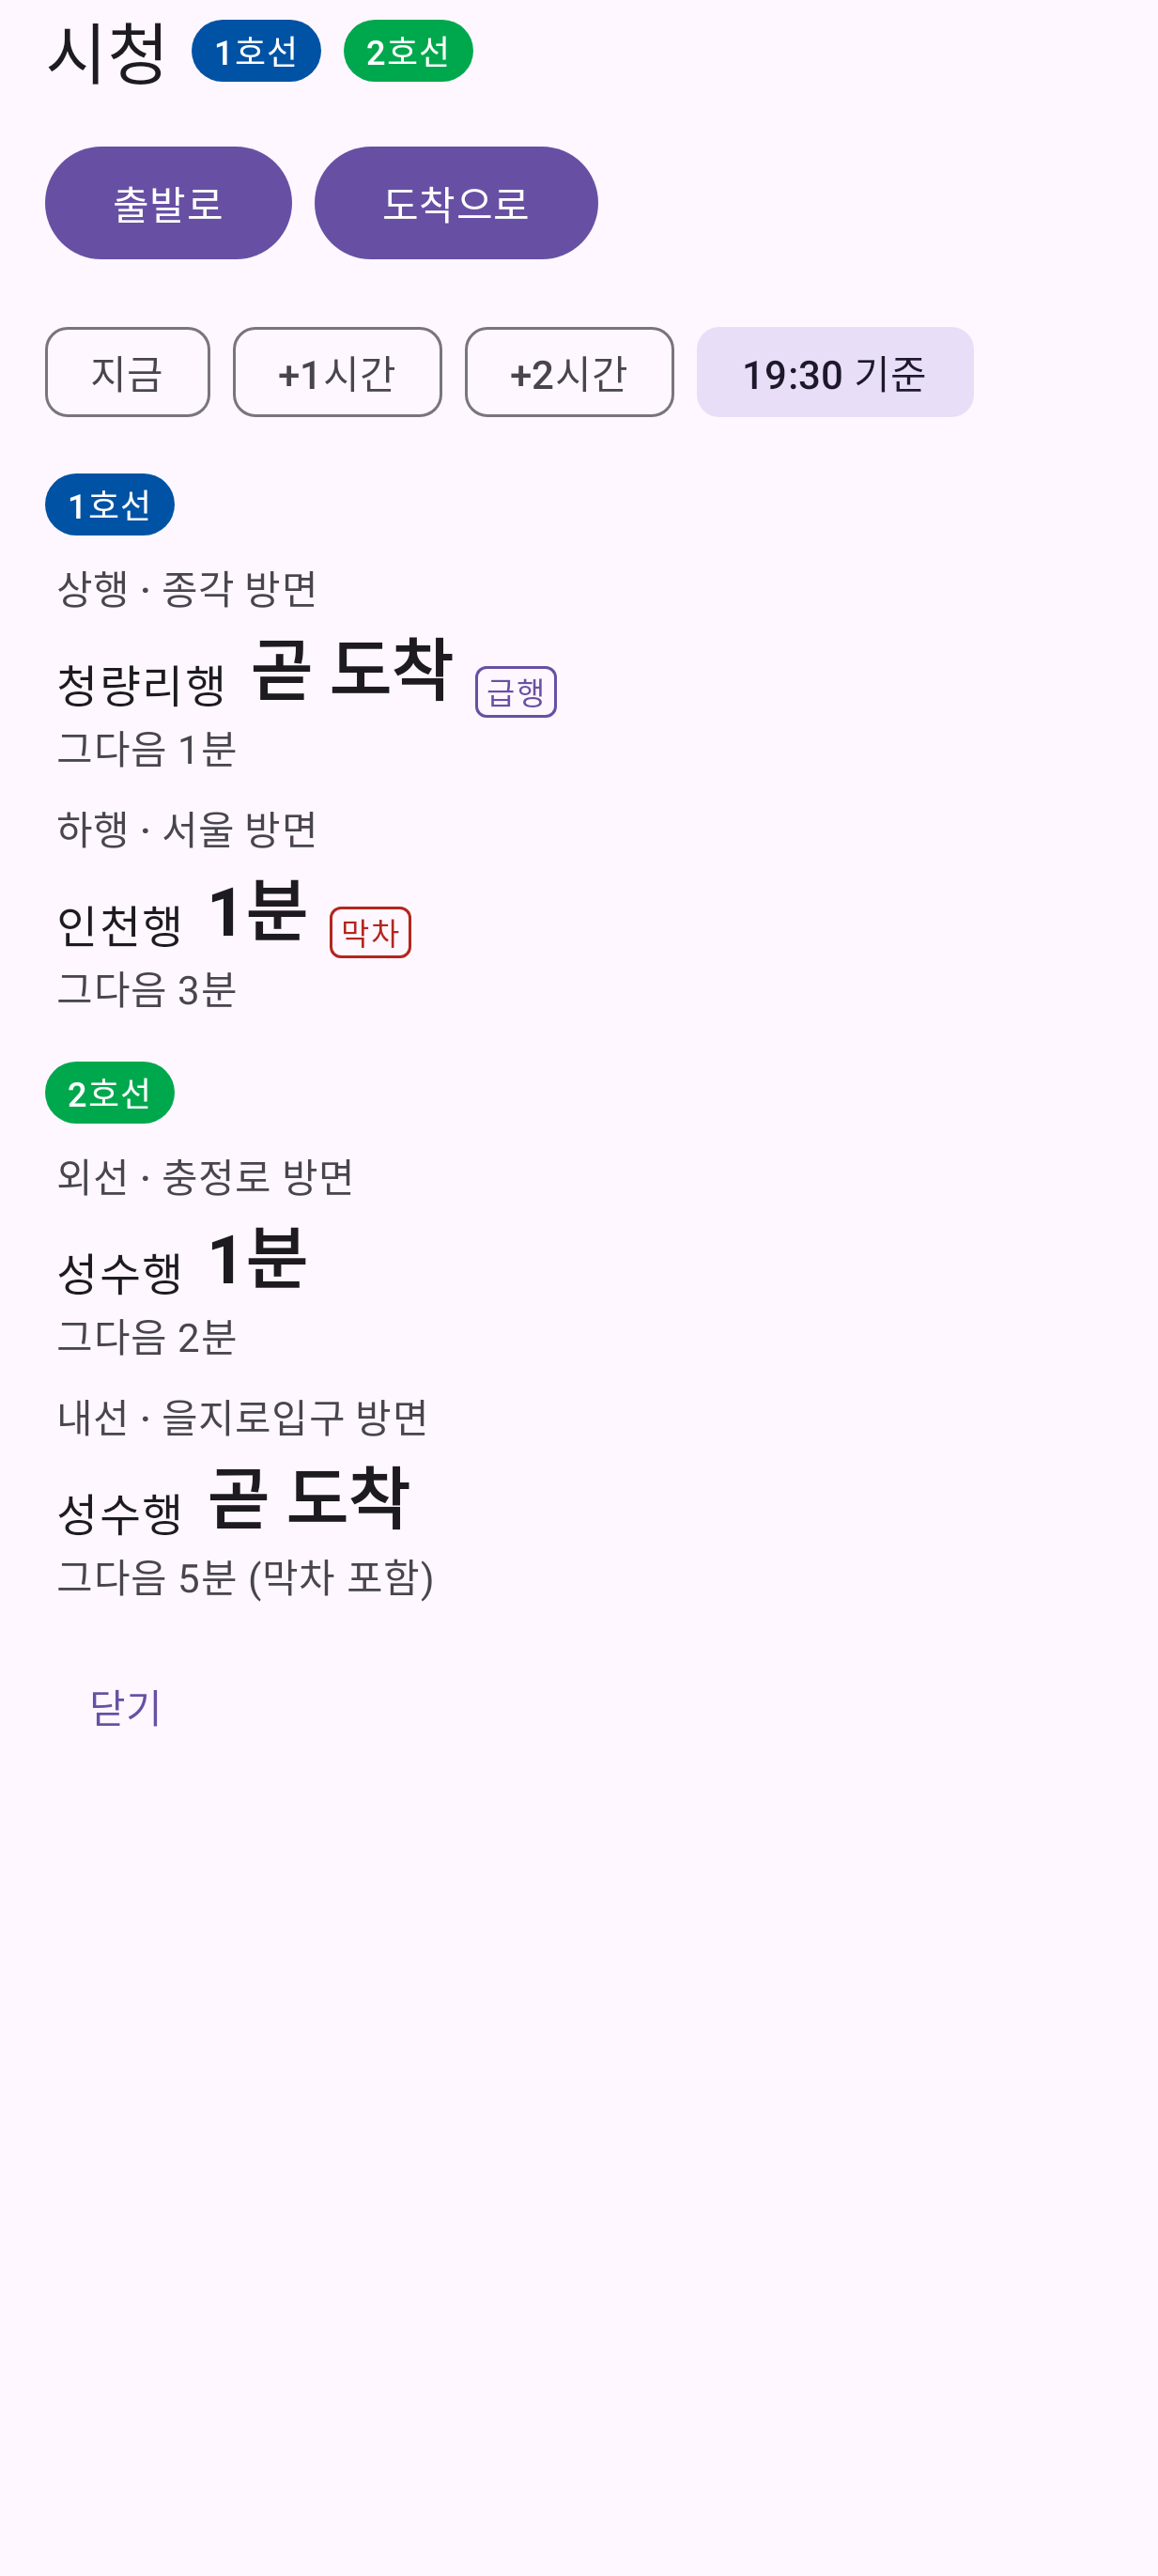 시청 1호선 2호선
출발로 도착으로
지금 +1시간 +2시간 19:30 기준
1호선
상행 · 종각 방면
청량리행 곧 도착 급행
그다음 1분
하행 · 서울 방면
인천행 1분 막차
그다음 3분
2호선
외선 · 충정로 방면
성수행 1분
그다음 2분
내선 · 을지로입구 방면
성수행 곧 도착
그다음 5분 (막차 포함)
닫기